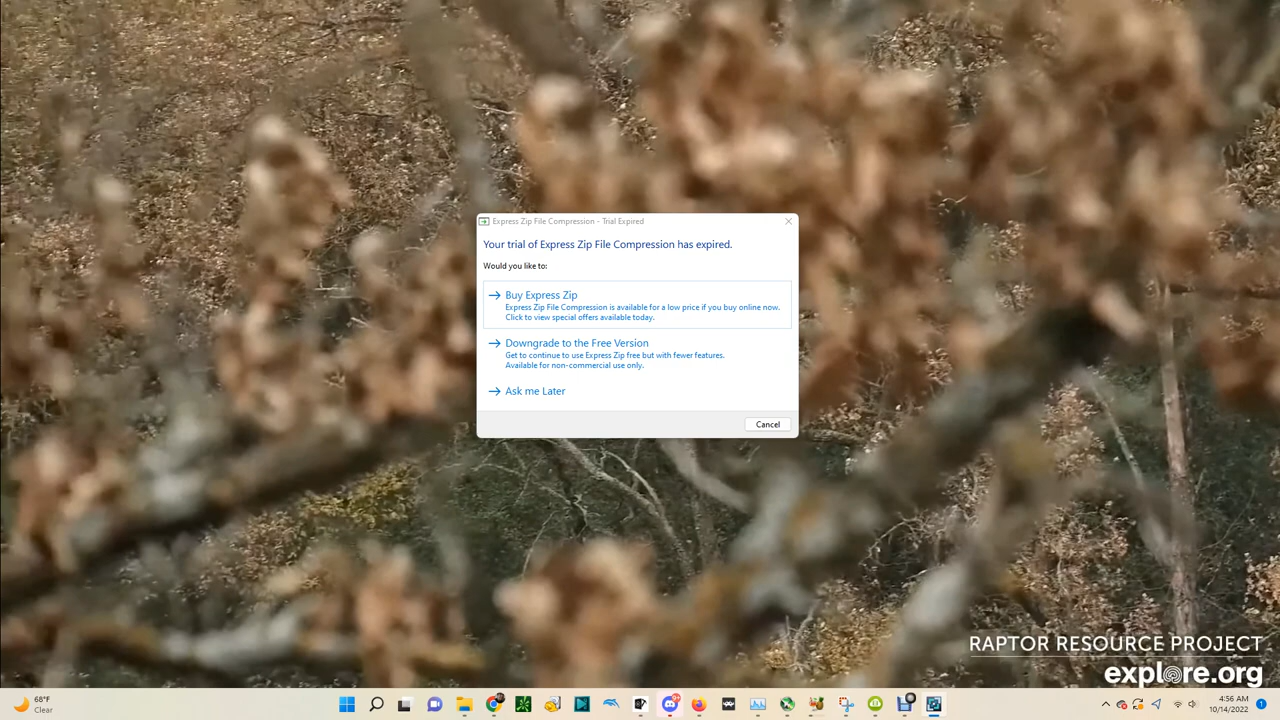 Express Zip File Compression - Trial Expired
Your trial of Express Zip File Compression has expired.
Would you like to:
Buy Express Zip
Express Zip File Compression is available for a low price if you buy online now.
Click to view special offers available today.
Downgrade to the Free Version
Get to continue to use Express Zip free but with fewer features.
Available for non-commercial use only.
Ask me Later
Cancel
RAPTOR RESOURCE PROJECT
explore.org
68°F
Clear
9+
4:56 AM
10/14/2022
1